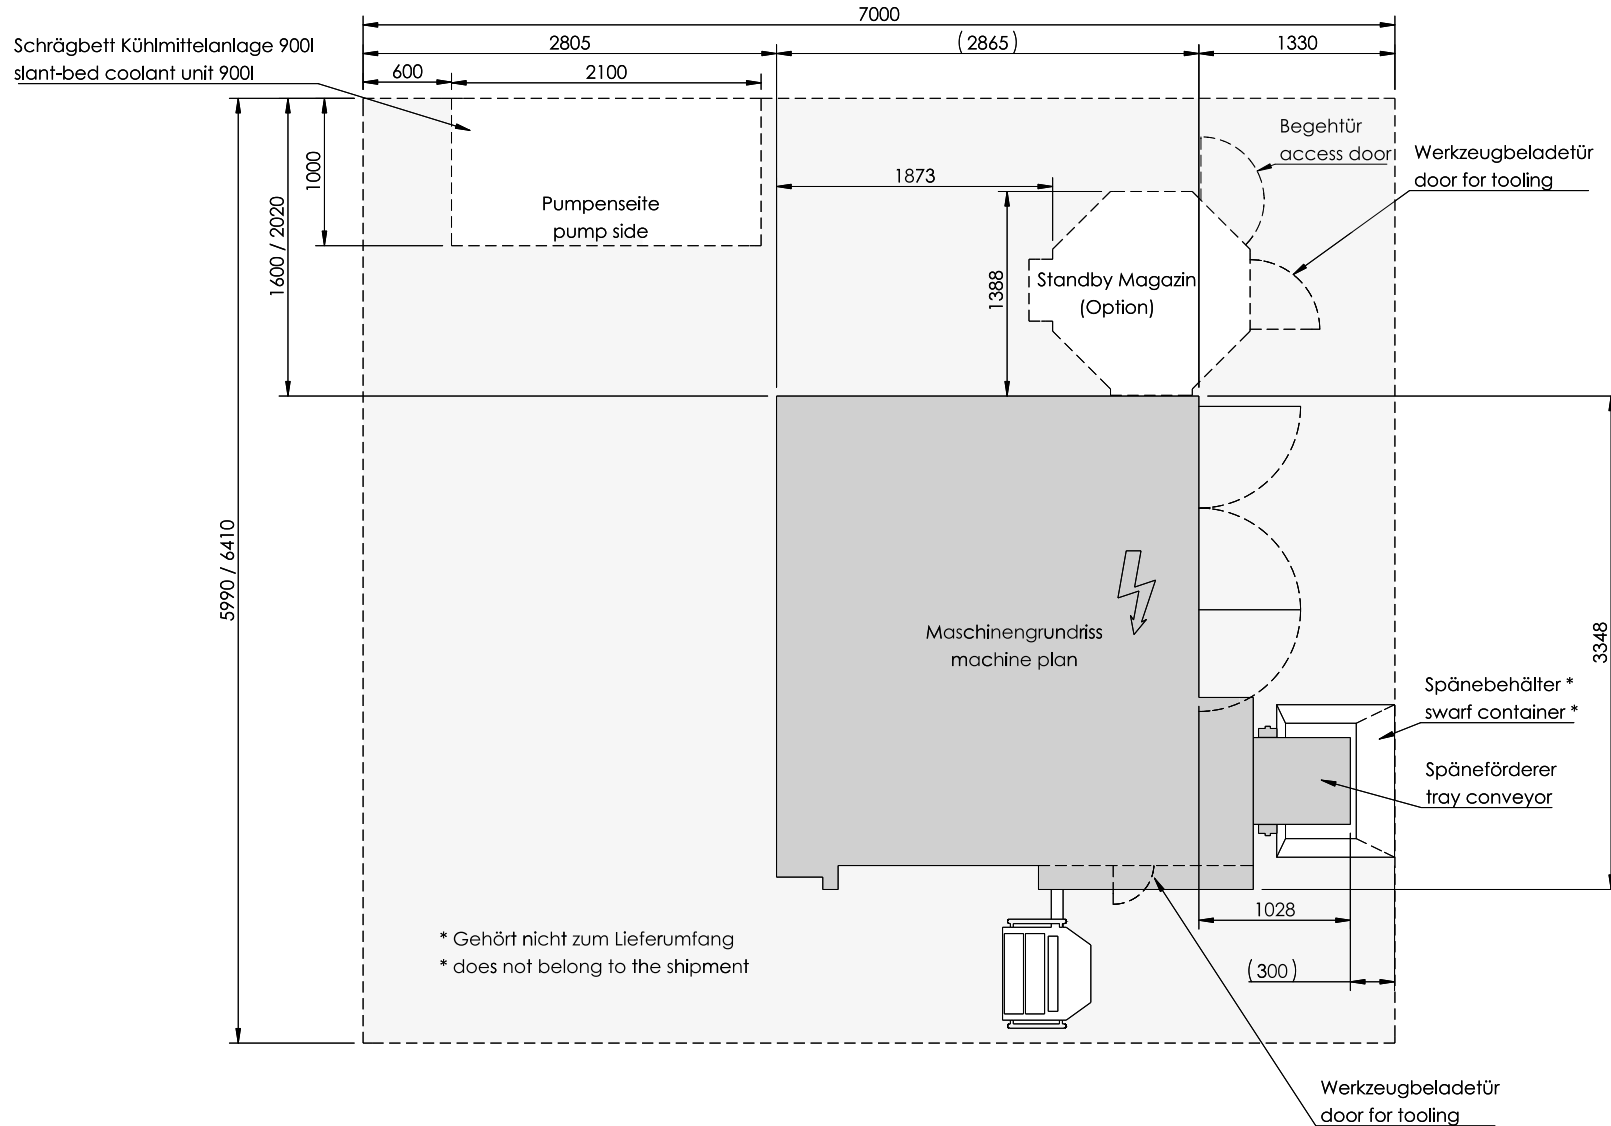 7000
Schrägbett Kühlmittelanlage 900l
slant-bed coolant unit 900l
2805
(2865)
1330
600
2100
1000
1600 / 2020
Pumpenseite
pump side
1873
Begehtür
access door
Werkzeugbeladetür
door for tooling
1388
Standby Magazin
(Option)
5990 / 6410
Maschinengrundriss
machine plan
3348
Spänebehälter *
swarf container *
Späneförderer
tray conveyor
1028
(300)
* Gehört nicht zum Lieferumfang
* does not belong to the shipment
Werkzeugbeladetür
door for tooling